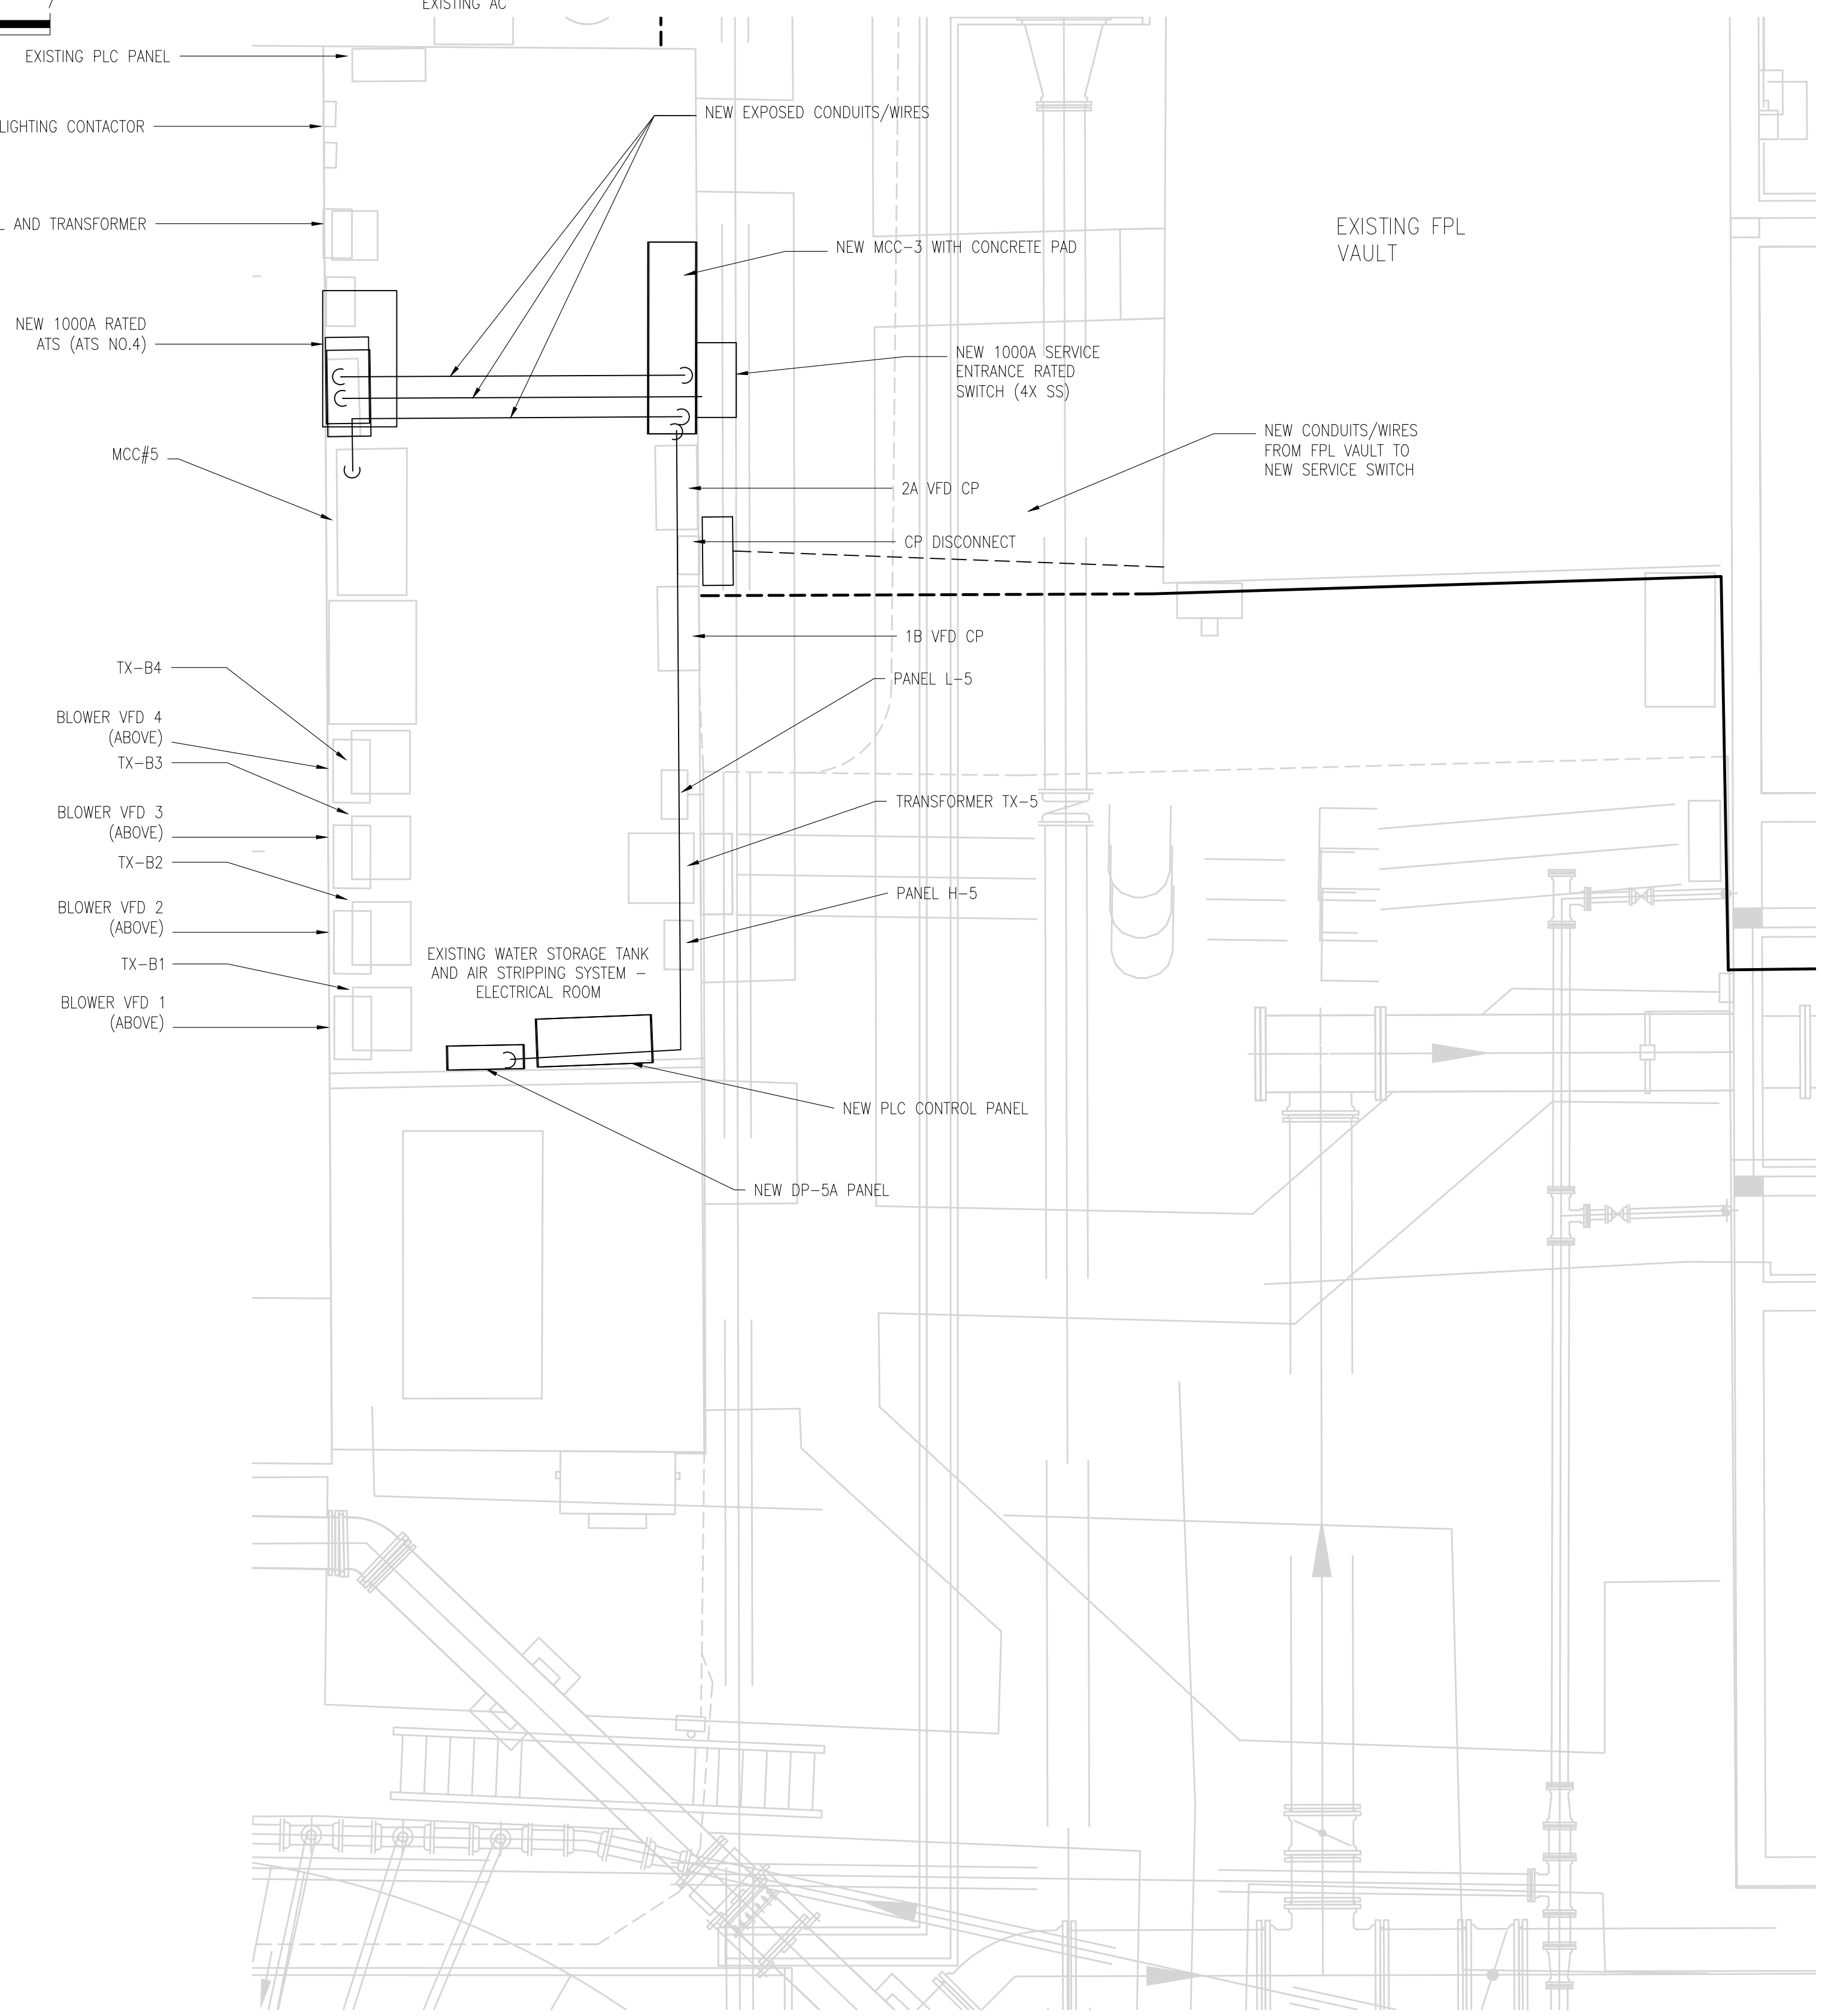 EXISTING AC
EXISTING PLC PANEL
LIGHTING CONTACTOR
AND TRANSFORMER
NEW 1000A RATED
ATS (ATS NO.4)
MCC#5
TX-B4
BLOWER VFD 4
(ABOVE)
TX-B3
BLOWER VFD 3
(ABOVE)
TX-B2
BLOWER VFD 2
(ABOVE)
TX-B1
BLOWER VFD 1
(ABOVE)
NEW EXPOSED CONDUITS/WIRES
NEW MCC-3 WITH CONCRETE PAD
NEW 1000A SERVICE
ENTRANCE RATED
SWITCH (4X SS)
2A VFD CP
CP DISCONNECT
1B VFD CP
PANEL L-5
TRANSFORMER TX-5
PANEL H-5
EXISTING WATER STORAGE TANK
AND AIR STRIPPING SYSTEM -
ELECTRICAL ROOM
NEW PLC CONTROL PANEL
NEW DP-5A PANEL
EXISTING FPL
VAULT
NEW CONDUITS/WIRES
FROM FPL VAULT TO
NEW SERVICE SWITCH